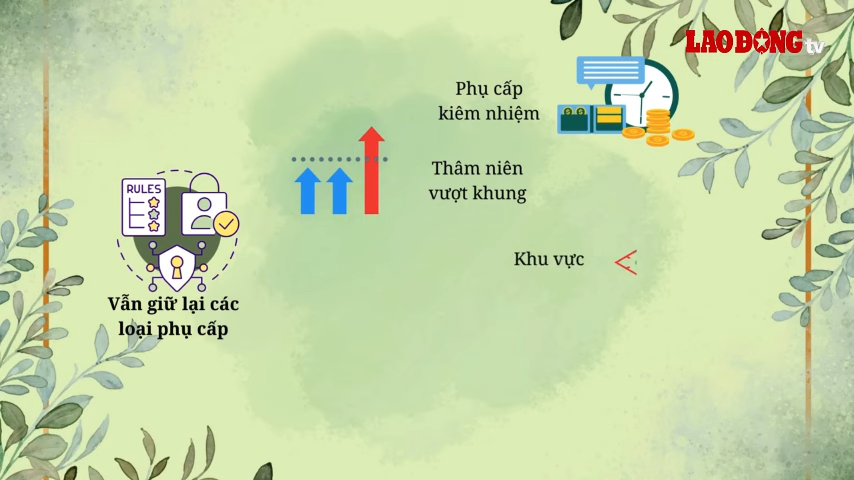 LAO ĐỘNG tv
Phụ cấp
kiêm nhiệm
Thâm niên
vượt khung
RULES
Khu vực
Vẫn giữ lại các
loại phụ cấp